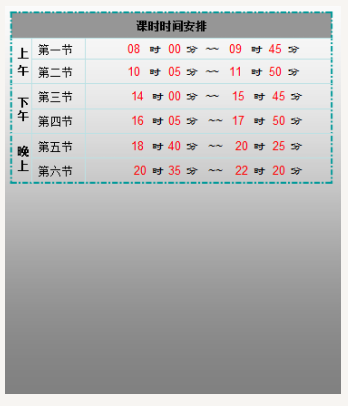 课时时间安排
上午 第一节 08 时 00 分 ~~ 09 时 45 分
第二节 10 时 05 分 ~~ 11 时 50 分
下午 第三节 14 时 00 分 ~~ 15 时 45 分
第四节 16 时 05 分 ~~ 17 时 50 分
晚上 第五节 18 时 40 分 ~~ 20 时 25 分
第六节 20 时 35 分 ~~ 22 时 20 分